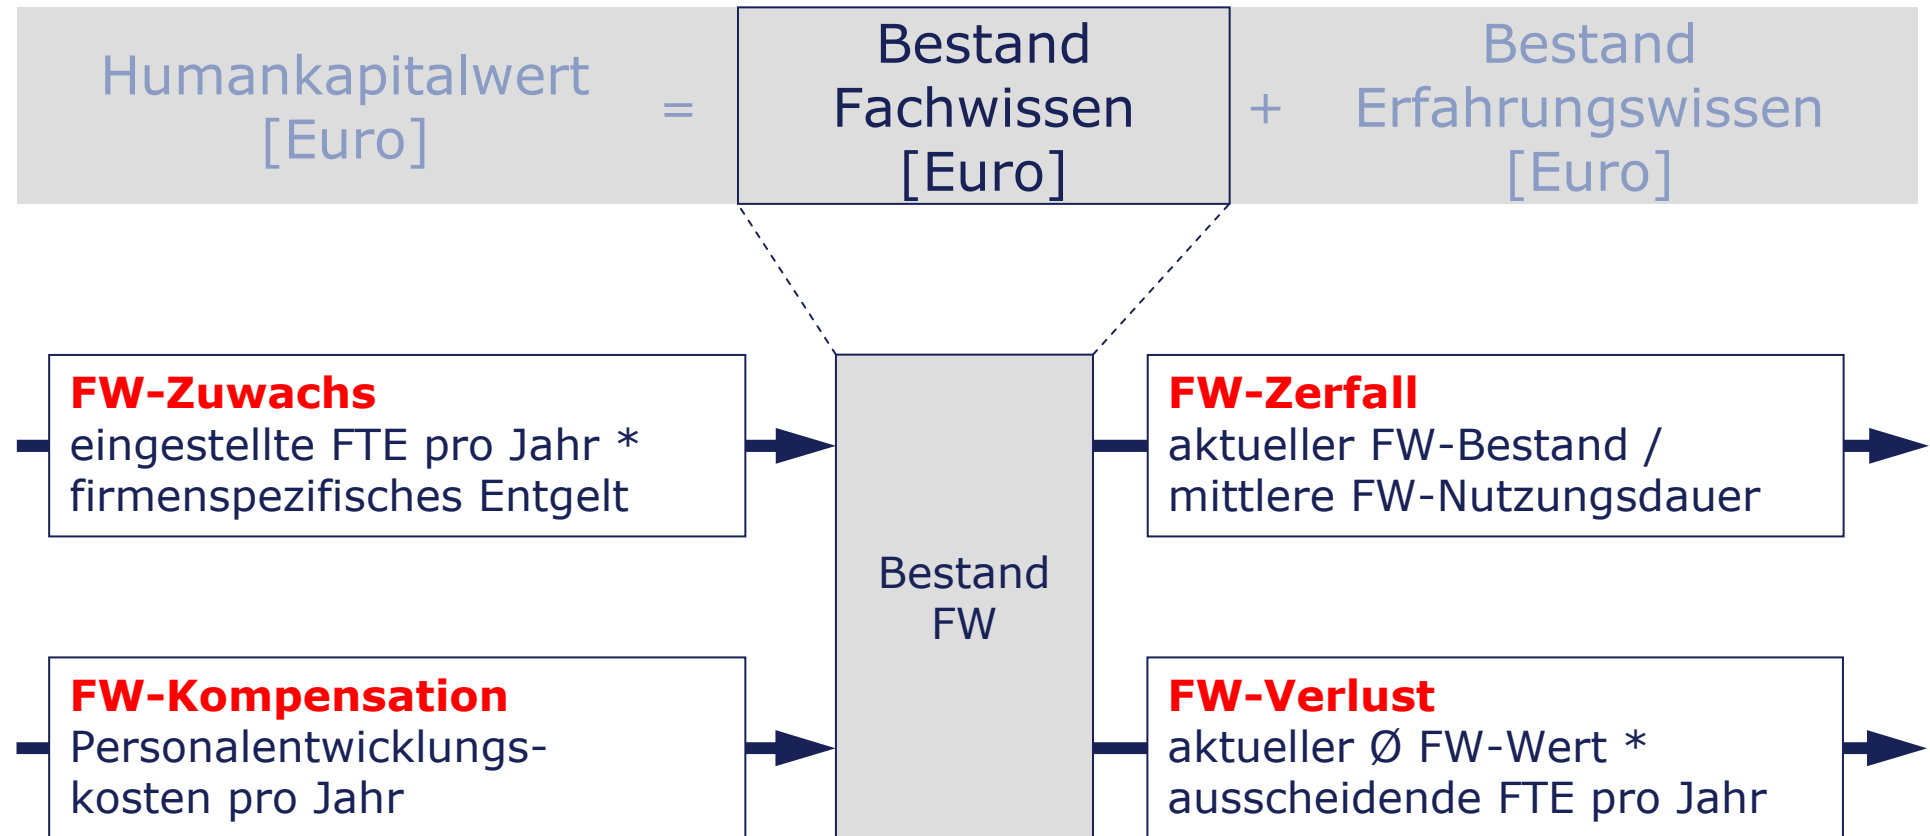 Humankapitalwert
[Euro]
=
Bestand
Fachwissen
[Euro]
+
Bestand
Erfahrungswissen
[Euro]
FW-Zuwachs
eingestellte FTE pro Jahr *
firmenspezifisches Entgelt
FW-Kompensation
Personalentwicklungs-
kosten pro Jahr
Bestand
FW
FW-Zerfall
aktueller FW-Bestand /
mittlere FW-Nutzungsdauer
FW-Verlust
aktueller Ø FW-Wert *
ausscheidende FTE pro Jahr